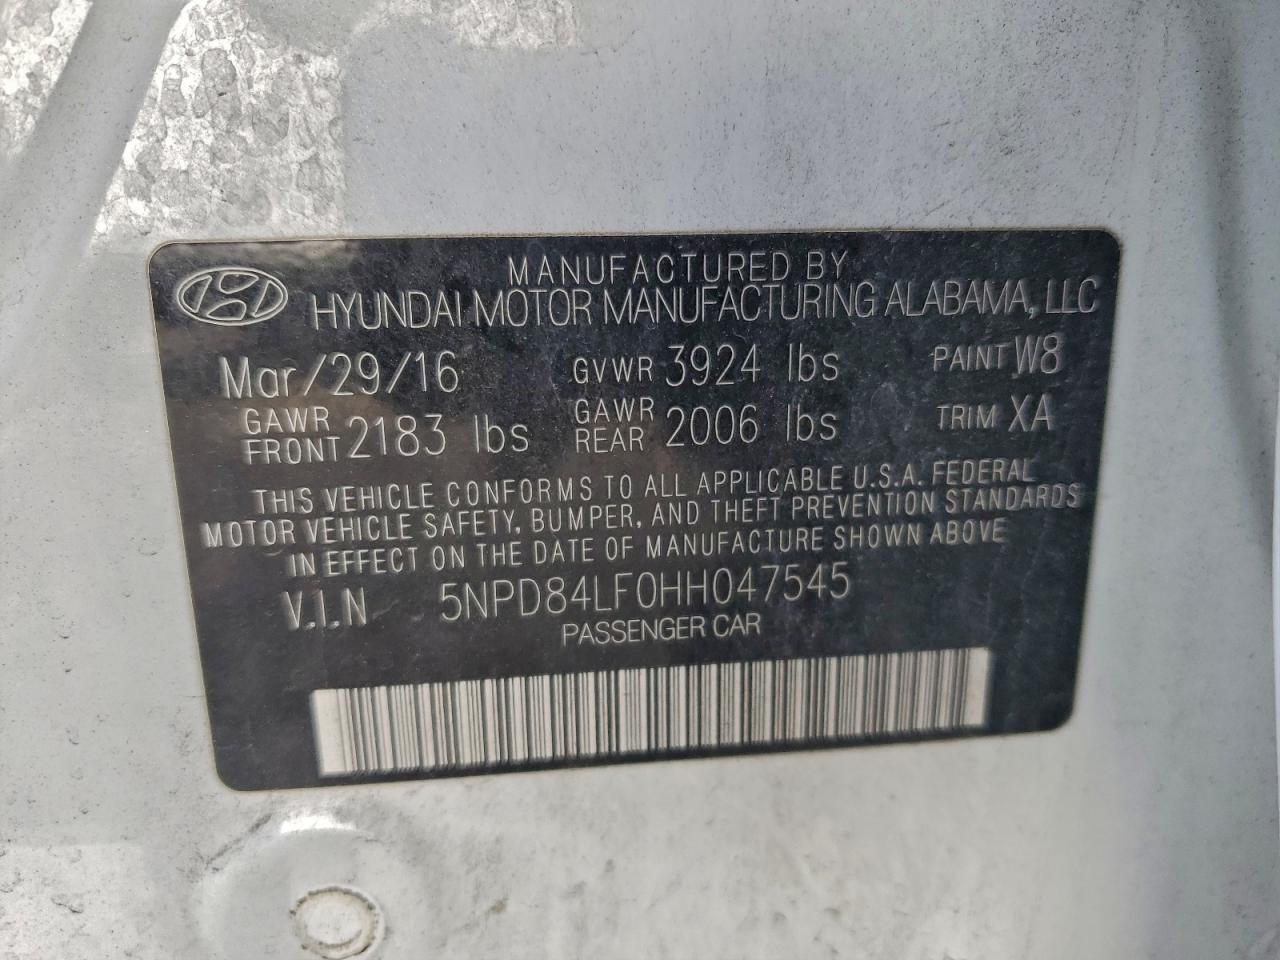 MANUFACTURED BY
HYUNDAI MOTOR MANUFACTURING ALABAMA, LLC
Mar/29/16 GVWR 3924 lbs PAINT W8
GAWR FRONT 2183 lbs GAWR REAR 2006 lbs TRIM XA
THIS VEHICLE CONFORMS TO ALL APPLICABLE U.S.A. FEDERAL
MOTOR VEHICLE SAFETY, BUMPER, AND THEFT PREVENTION STANDARDS
IN EFFECT ON THE DATE OF MANUFACTURE SHOWN ABOVE
V.I.N 5NPD84LF0HH047545
PASSENGER CAR